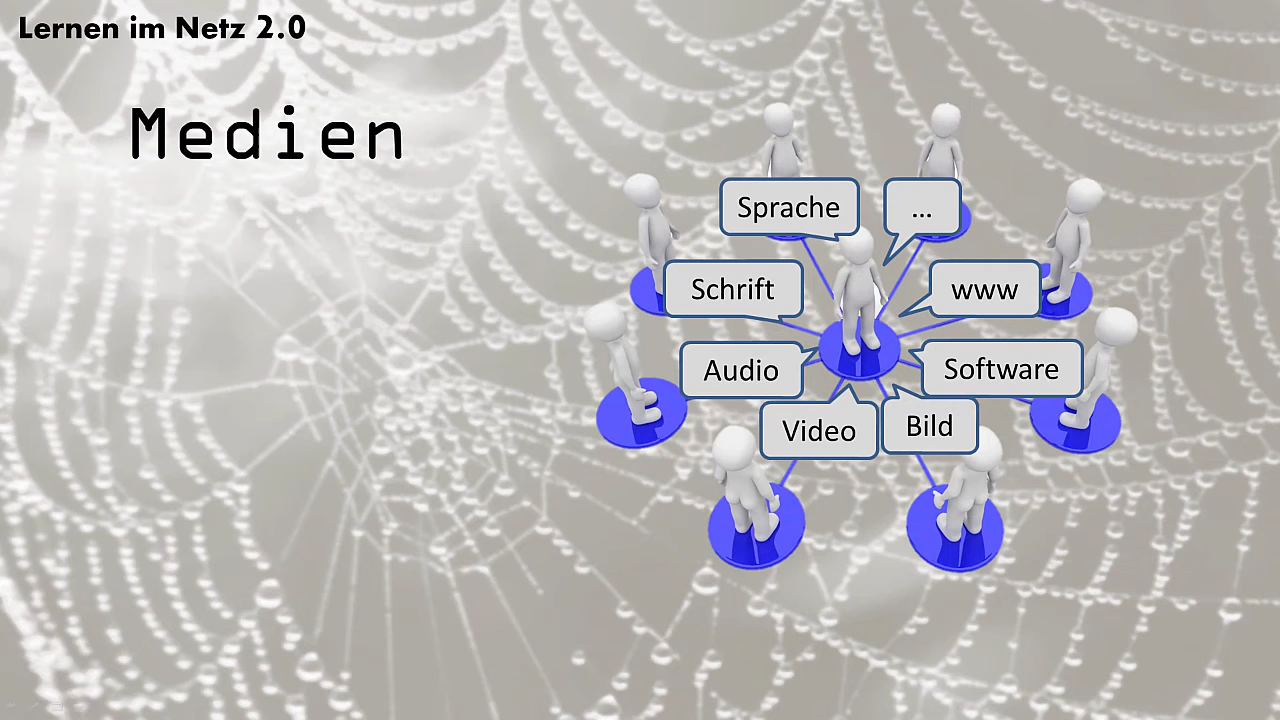 Lernen im Netz 2.0
Medien
Sprache
...
Schrift
www
Audio
Software
Video
Bild